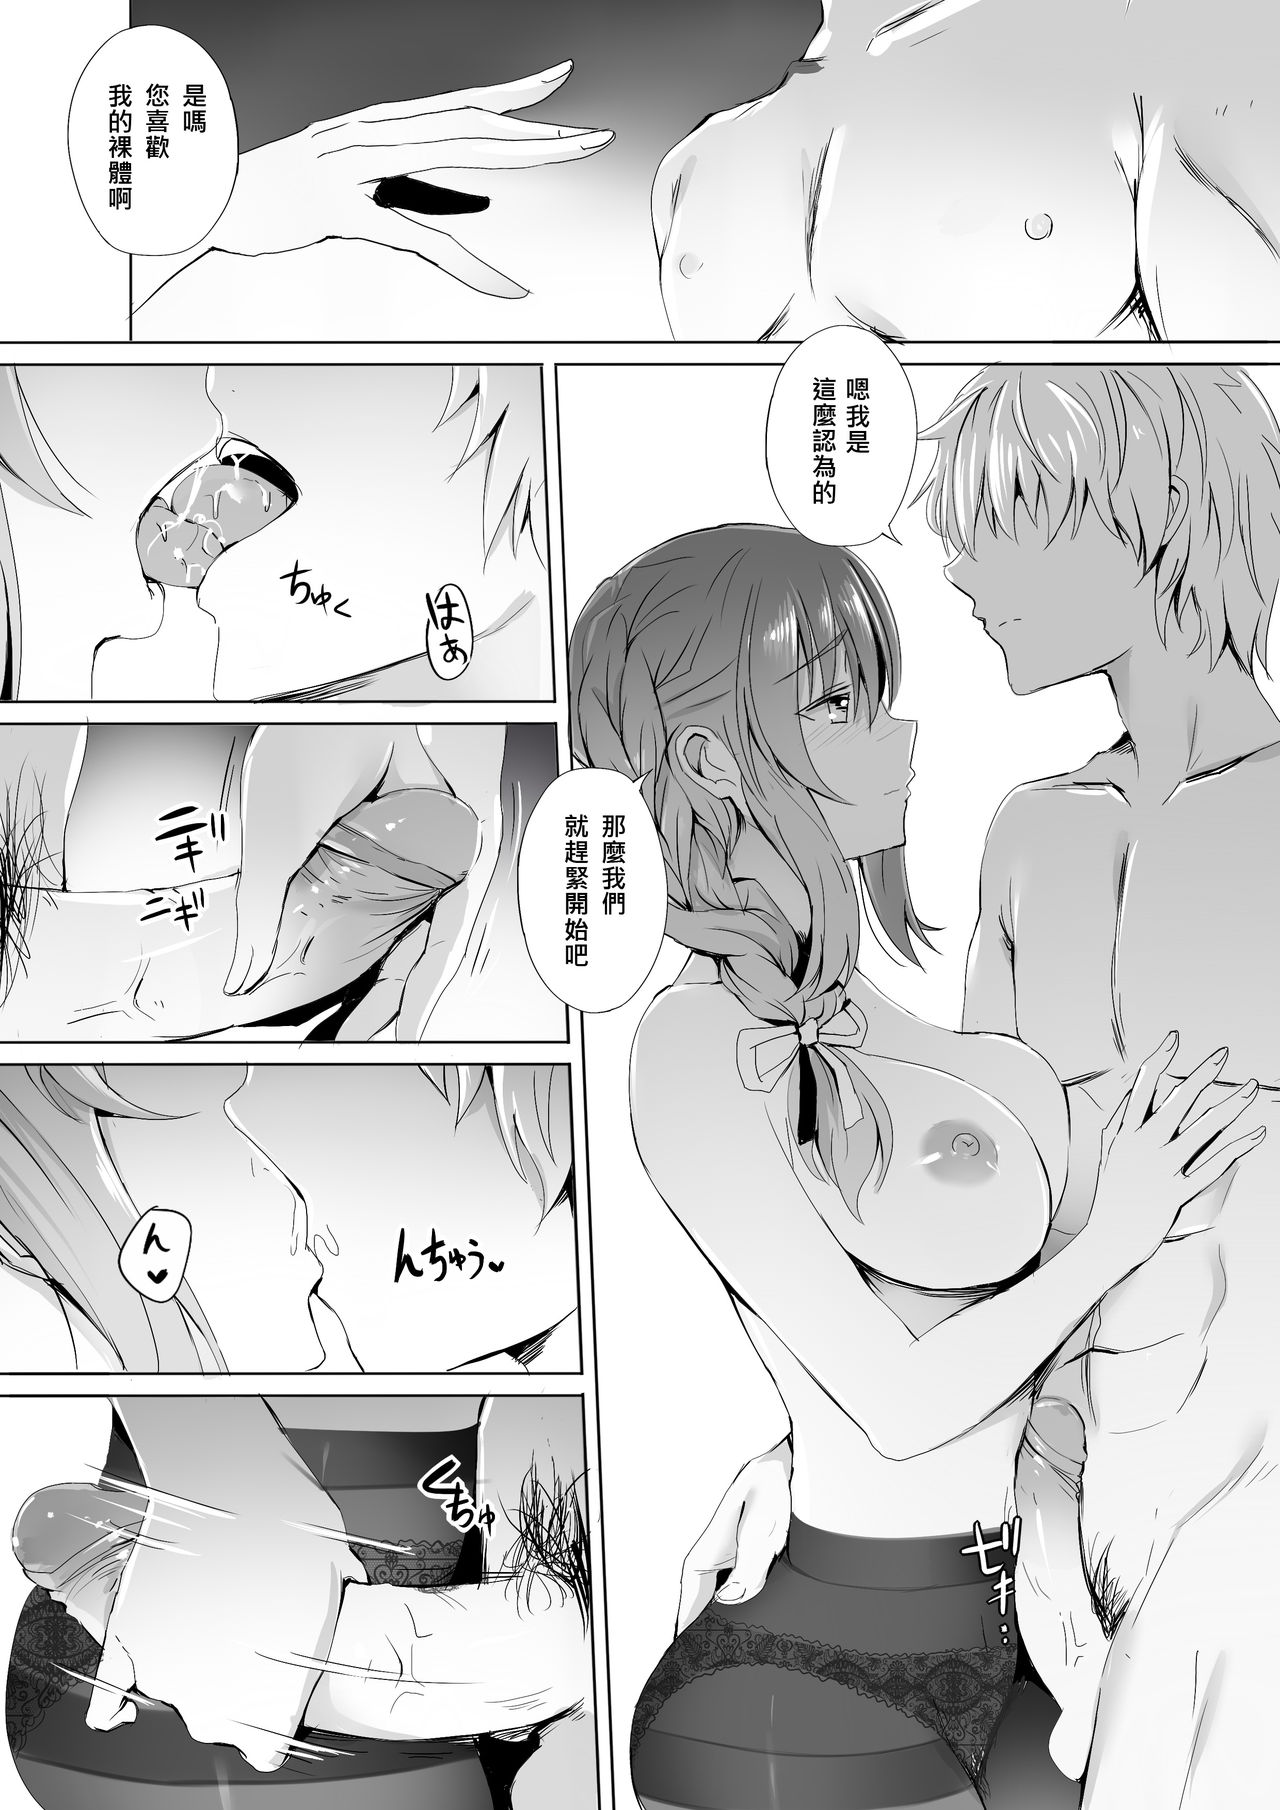 是嗎
您喜歡
我的裸體啊
嗯我是
這麼認為的
那麼我們
就趕緊開始吧
ちゅく
はぁ
ニギ
ニギ
ん♥
んちゅぅ♥
くちゅ
ビキ…